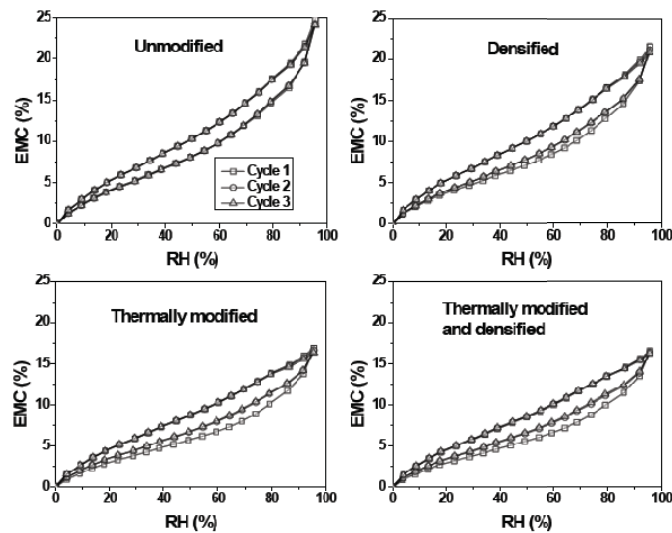 Unmodified
EMC (%)
25
20
15
10
5
0
Cycle 1
Cycle 2
Cycle 3
0 20 40 60 80 100
RH (%)
Densified
EMC (%)
25
20
15
10
5
0
0 20 40 60 80 100
RH (%)
Thermally modified
EMC (%)
25
20
15
10
5
0
0 20 40 60 80 100
RH (%)
Thermally modified
and densified
EMC (%)
25
20
15
10
5
0
0 20 40 60 80 100
RH (%)